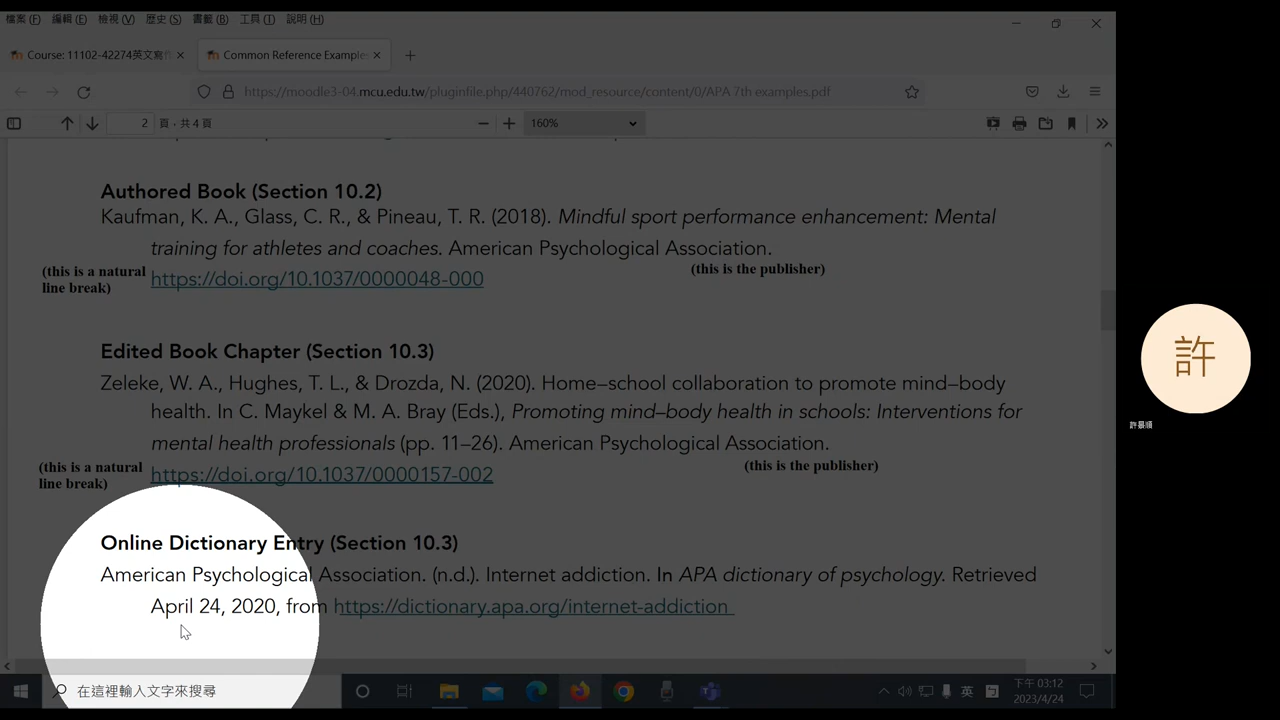 檔案 (F) 編輯 (E) 檢視 (V) 歷史 (S) 書籤 (B) 工具 (T) 說明 (H)
Course: 11102-42274英文寫作
Common Reference Examples
https://moodle3-04.mcu.edu.tw/pluginfile.php/440762/mod_resource/content/0/APA 7th examples.pdf
2 頁，共 4 頁
160%
Authored Book (Section 10.2)
Kaufman, K. A., Glass, C. R., & Pineau, T. R. (2018). Mindful sport performance enhancement: Mental
training for athletes and coaches. American Psychological Association.
(this is a natural
line break)
https://doi.org/10.1037/0000048-000
(this is the publisher)
Edited Book Chapter (Section 10.3)
Zeleke, W. A., Hughes, T. L., & Drozda, N. (2020). Home–school collaboration to promote mind–body
health. In C. Maykel & M. A. Bray (Eds.), Promoting mind–body health in schools: Interventions for
mental health professionals (pp. 11–26). American Psychological Association.
(this is a natural
line break)
https://doi.org/10.1037/0000157-002
(this is the publisher)
Online Dictionary Entry (Section 10.3)
American Psychological Association. (n.d.). Internet addiction. In APA dictionary of psychology. Retrieved
April 24, 2020, from https://dictionary.apa.org/internet-addiction
在這裡輸入文字來搜尋
英
下午 03:12
2023/4/24
許
許景順